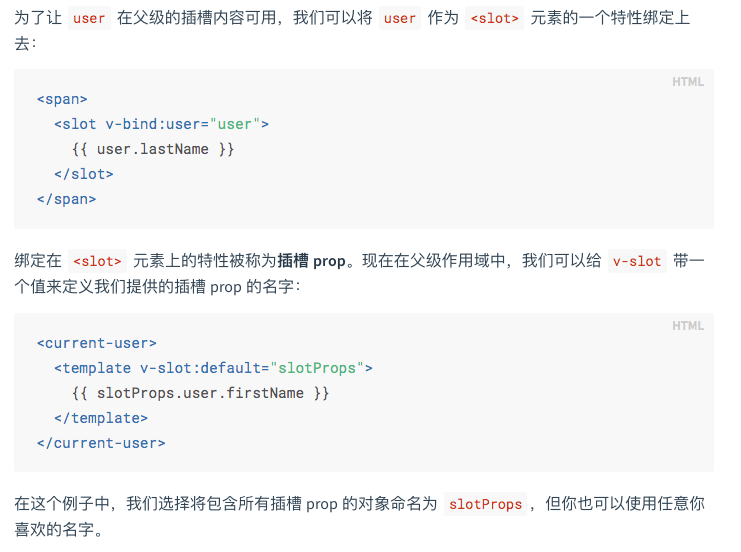 为了让 user 在父级的插槽内容可用，我们可以将 user 作为 <slot> 元素的一个特性绑定上
去：
HTML
<span>
  <slot v-bind:user="user">
    {{ user.lastName }}
  </slot>
</span>
绑定在 <slot> 元素上的特性被称为插槽 prop。现在在父级作用域中，我们可以给 v-slot 带一
个值来定义我们提供的插槽 prop 的名字：
HTML
<current-user>
  <template v-slot:default="slotProps">
    {{ slotProps.user.firstName }}
  </template>
</current-user>
在这个例子中，我们选择将包含所有插槽 prop 的对象命名为 slotProps，但你也可以使用任意你
喜欢的名字。